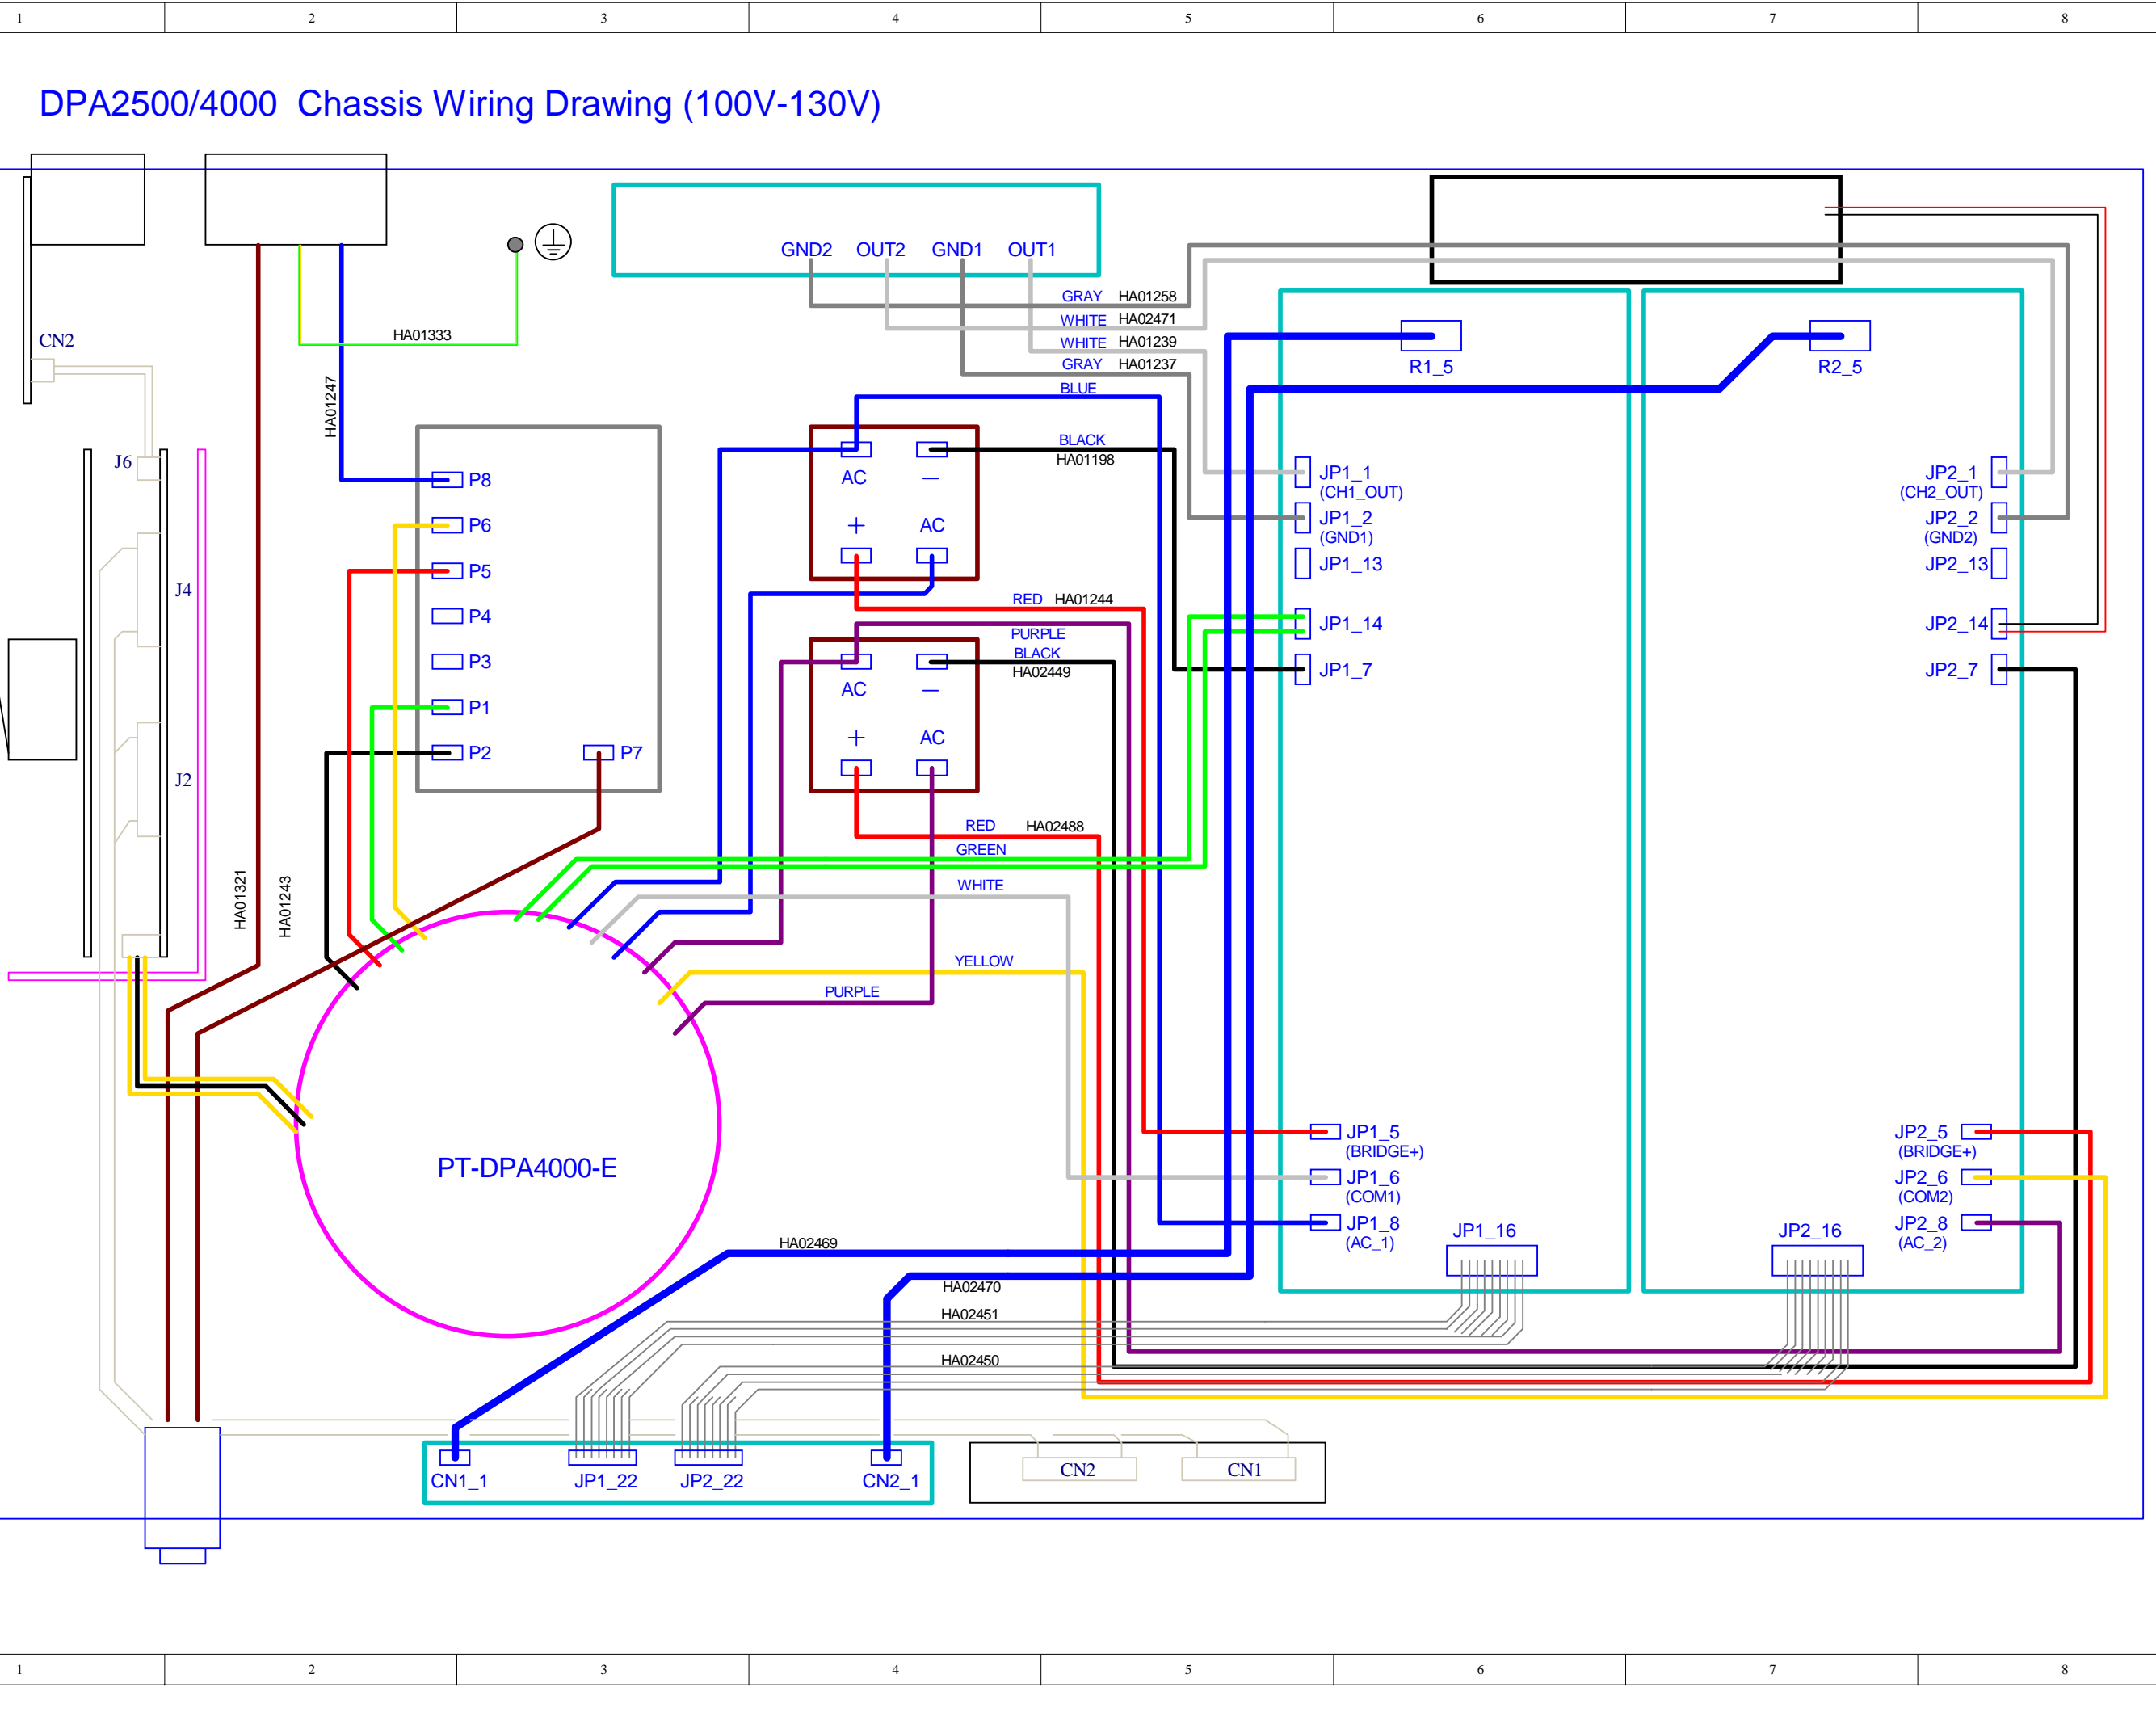 1 2 3 4 5 6 7 8
DPA2500/4000 Chassis Wiring Drawing (100V-130V)
GND2 OUT2 GND1 OUT1
GRAY HA01258
WHITE HA02471
HA01333
CN2
WHITE HA01239
GRAY HA01237
R1_5
R2_5
BLUE
HA01247
BLACK
HA01198
J6
AC −
P8
JP1_1
(CH1_OUT)
JP2_1
(CH2_OUT)
P6
+ AC
JP1_2
(GND1)
JP2_2
(GND2)
P5
JP1_13
JP2_13
J4
RED HA01244
P4
JP1_14
JP2_14
PURPLE
BLACK
HA02449
P3
JP1_7
JP2_7
AC −
P1
+ AC
P2
P7
J2
RED HA02488
GREEN
WHITE
HA01321
HA01243
YELLOW
PURPLE
PT-DPA4000-E
JP1_5
(BRIDGE+)
JP1_6
(COM1)
JP1_8
(AC_1)
JP2_5
(BRIDGE+)
JP2_6
(COM2)
JP2_8
(AC_2)
JP1_16
JP2_16
HA02469
HA02470
HA02451
HA02450
CN1_1
JP1_22
JP2_22
CN2_1
CN2
CN1
1 2 3 4 5 6 7 8